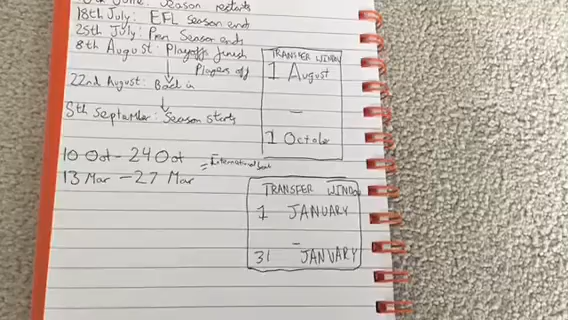 June: Season restarts
18th July: EFL Season ends
25th July: Prem Season ends
8th August: Playoffs finish
Players off
22nd August: Back in
5th September: Season starts
10 Oct - 24 Oct
International break
13 Mar - 27 Mar
TRANSFER WINDOW
1 August
-
1 October
TRANSFER WINDOW
1 JANUARY
-
31 JANUARY